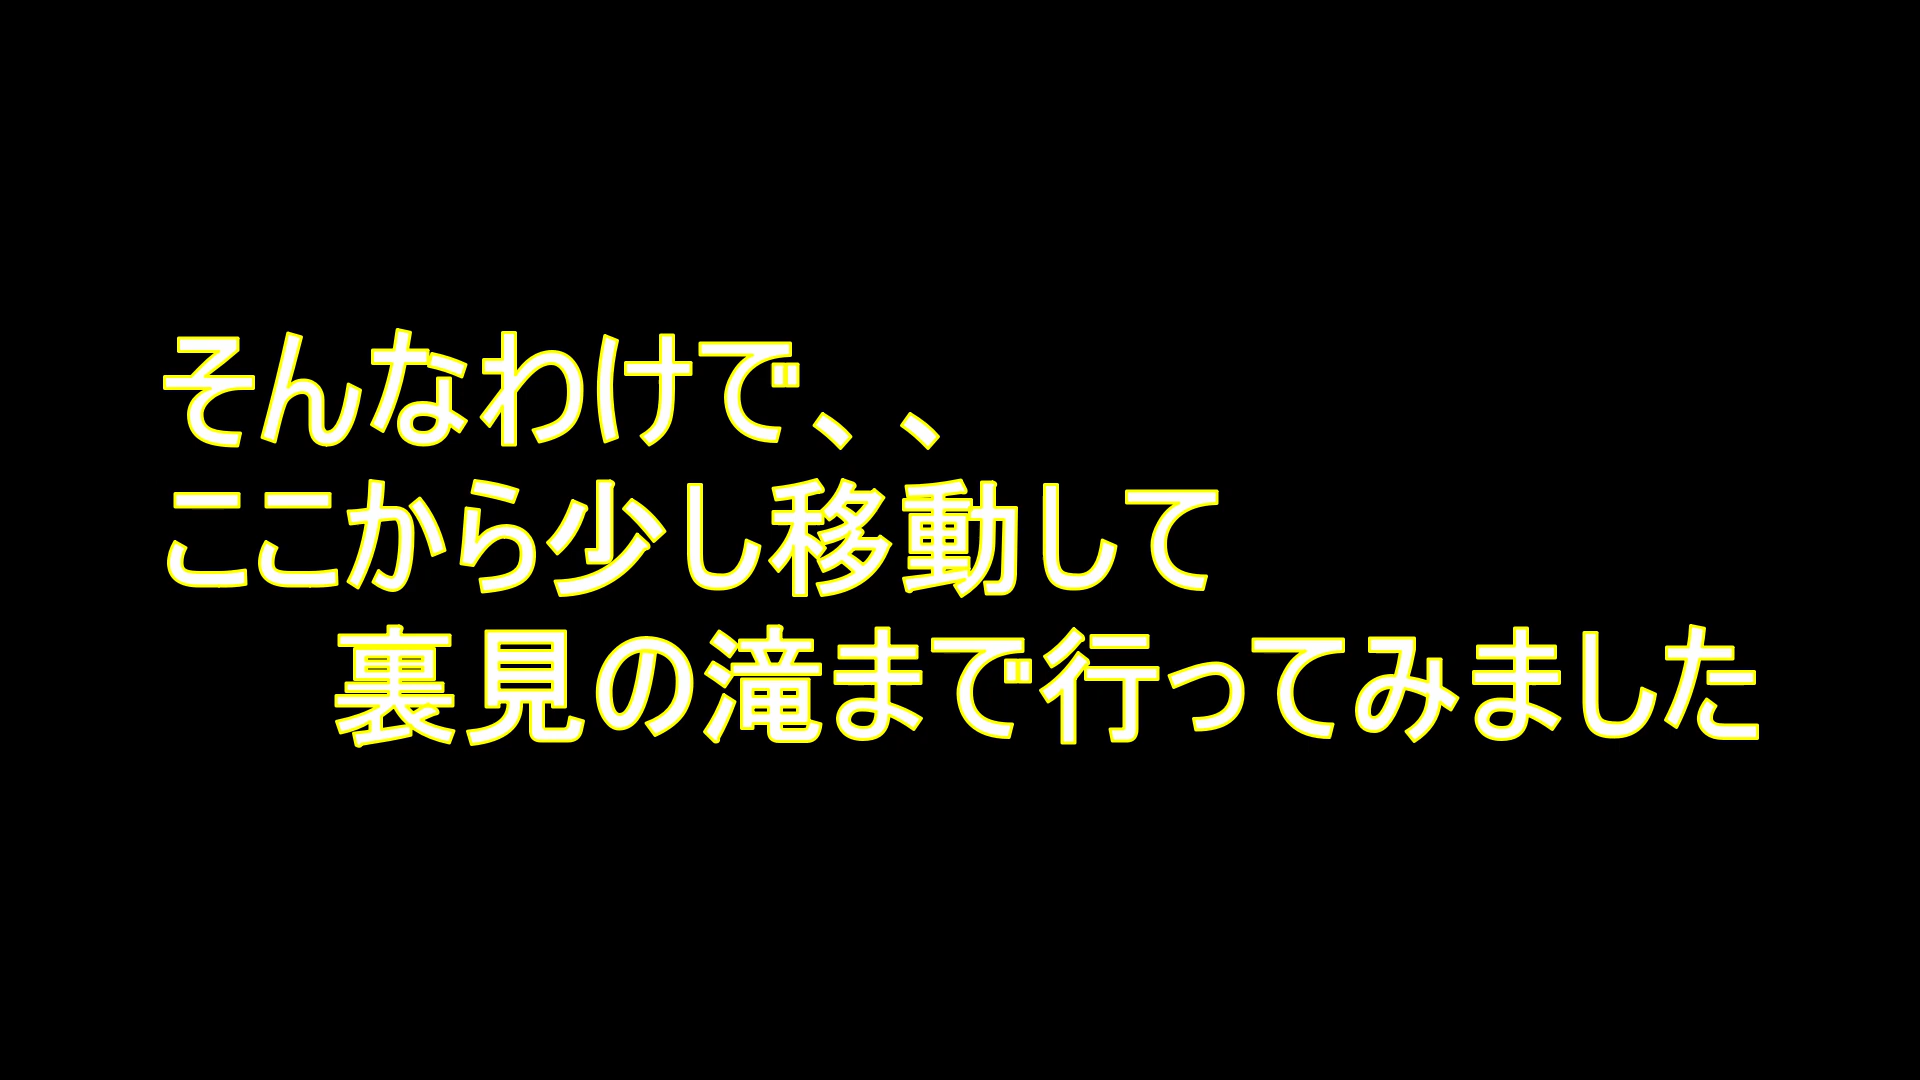 そんなわけで、、
ここから少し移動して
裏見の滝まで行ってみました